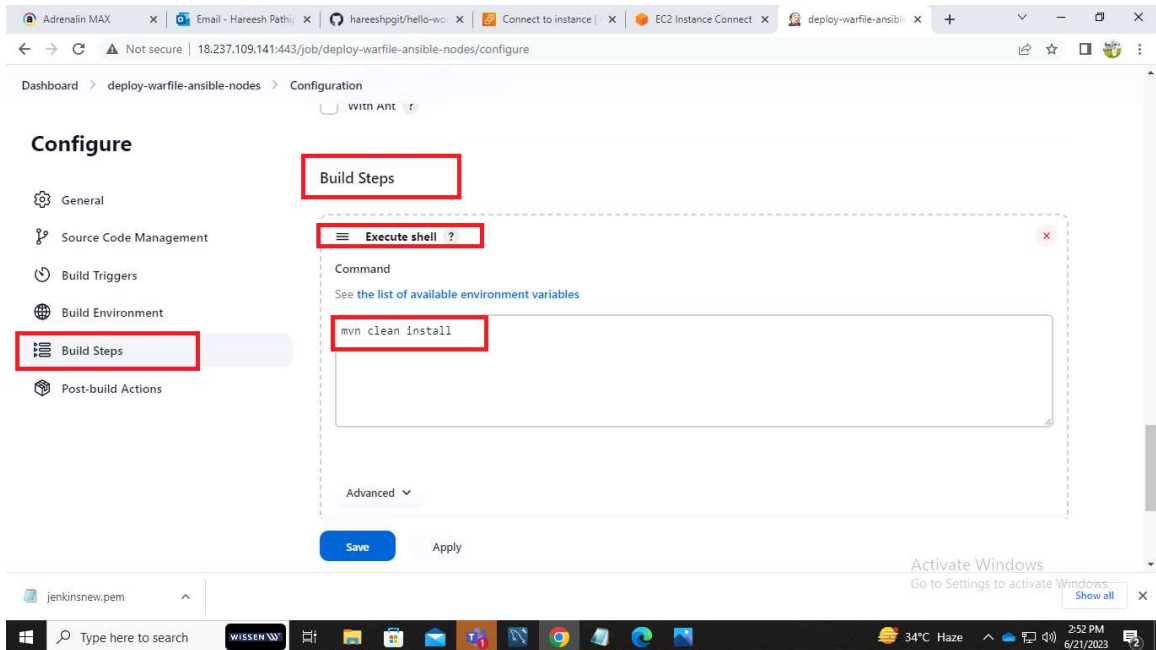 Adrenalin MAX
Email - Hareesh Pathip
hareeshpgit/hello-wo
Connect to instance |
EC2 Instance Connect
deploy-warfile-ansible
Not secure | 18.237.109.141:443/job/deploy-warfile-ansible-nodes/configure
Dashboard > deploy-warfile-ansible-nodes > Configuration
With Ant ?
Configure
General
Source Code Management
Build Triggers
Build Environment
Build Steps
Post-build Actions
Build Steps
Execute shell ?
Command
See the list of available environment variables
mvn clean install
Advanced
Save Apply
Activate Windows
Go to Settings to activate Windows.
jenkinsnew.pem
Show all
Type here to search
WISSEN
34°C Haze
2:52 PM
6/21/2023
2